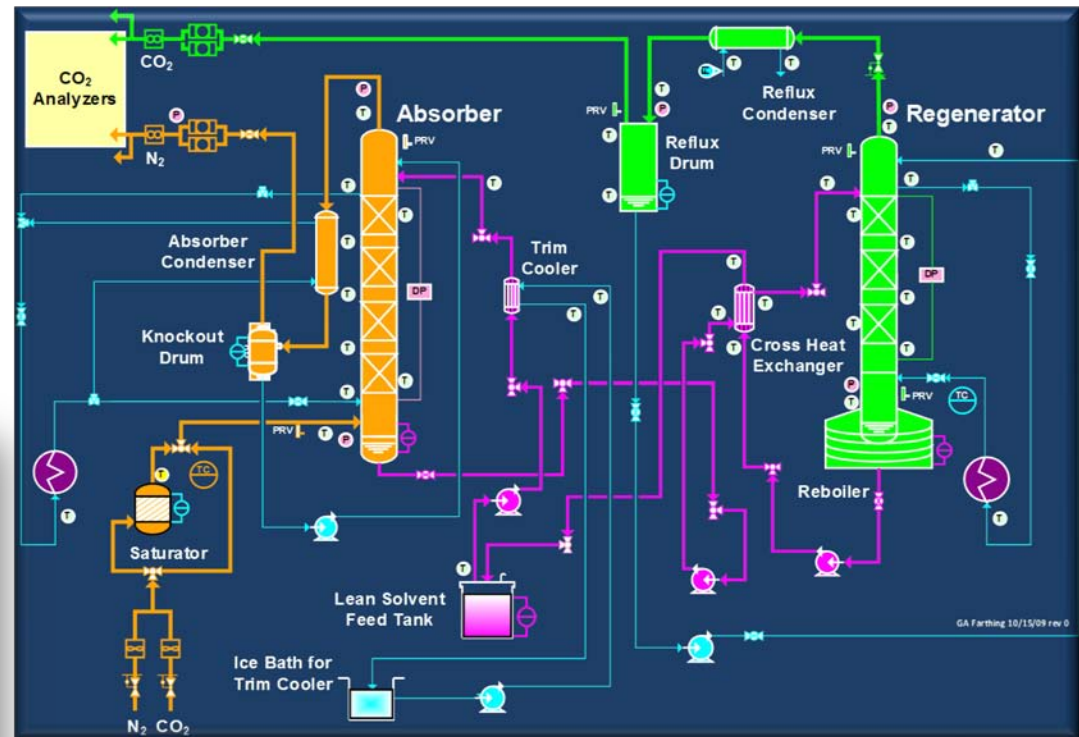 CO₂
Analyzers
CO₂
N₂
P
P
T
Absorber
PRV
T
T
T
T
T
T
T
T
T
T
DP
Absorber
Condenser
Knockout
Drum
PRV
T
P
T
TC
T
Saturator
N₂ CO₂
T
Trim
Cooler
T
T
T
Lean Solvent
Feed Tank
Ice Bath for
Trim Cooler
T
T
Reflux
Condenser
T
P
PRV
T
T
Reflux
Drum
P
T
Regenerator
PRV
T
T
T
T
T
T
T
T
DP
T
T
T
T
Cross Heat
Exchanger
P
T
PRV
TC
T
Reboiler
GA Farthing 10/15/09 rev 0